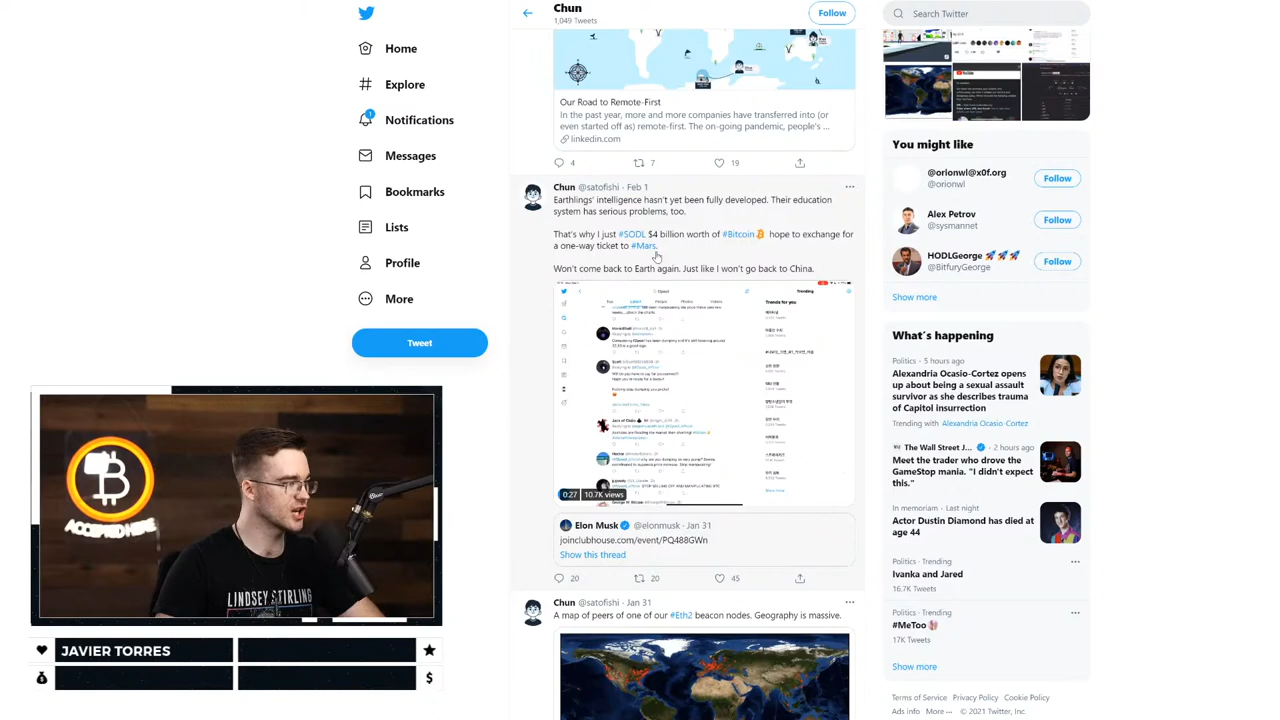 Home
Explore
1
Notifications
Messages
Bookmarks
Lists
Profile
More
Tweet
ACCEPTED HERE
LINDSEY STIRLING
JAVIER TORRES
$
Chun
1,049 Tweets
Follow
Our Road to Remote-First
In the past year, more and more companies have transferred into (or
even started off as) remote-first. The on-going pandemic, people's ...
linkedin.com
4 7 19
Chun @satofishi · Feb 1
Earthlings' intelligence hasn't yet been fully developed. Their education
system has serious problems, too.
That's why I just #SODL $4 billion worth of #Bitcoin hope to exchange for
a one-way ticket to #Mars.
Won't come back to Earth again. Just like I won't go back to China.
Trending
Trends for you
0:27 10.7K views
Elon Musk @elonmusk · Jan 31
joinclubhouse.com/event/PQ488GWn
Show this thread
20 20 45
Chun @satofishi · Jan 31
A map of peers of one of our #Eth2 beacon nodes. Geography is massive.
Search Twitter
You might like
@orionwl@x0f.org
@orionwl
Follow
Alex Petrov
@sysmannet
Follow
HODLGeorge
@BitfuryGeorge
Follow
Show more
What's happening
Politics · 5 hours ago
Alexandria Ocasio-Cortez opens
up about being a sexual assault
survivor as she describes trauma
of Capitol insurrection
Trending with Alexandria Ocasio-Cortez
The Wall Street J... · 2 hours ago
Meet the trader who drove the
GameStop mania. "I didn't expect
this."
In memoriam · Last night
Actor Dustin Diamond has died at
age 44
Politics · Trending
Ivanka and Jared
16.7K Tweets
Politics · Trending
#MeToo
17K Tweets
Show more
Terms of Service Privacy Policy Cookie Policy
Ads info More ··· © 2021 Twitter, Inc.